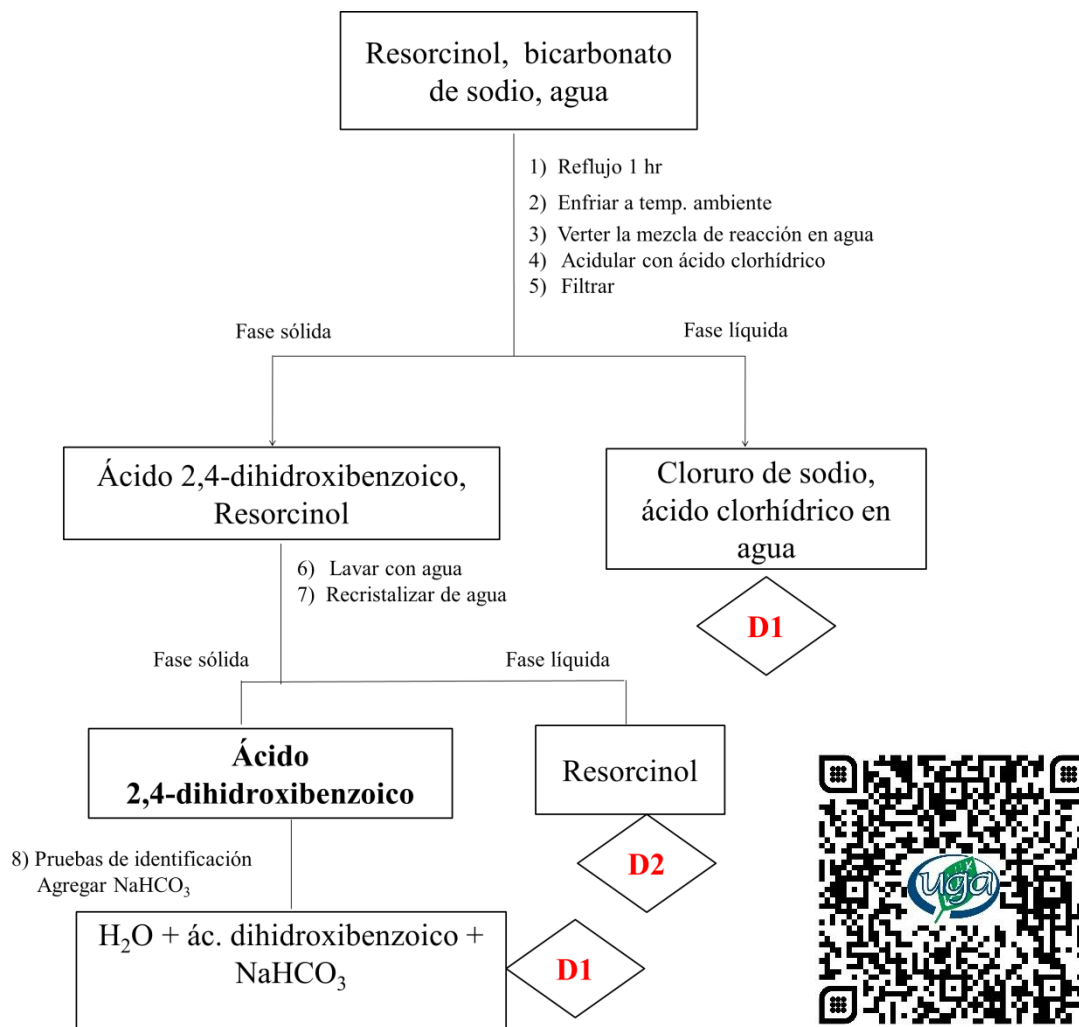 Resorcinol, bicarbonato
de sodio, agua
1) Reflujo 1 hr
2) Enfriar a temp. ambiente
3) Verter la mezcla de reacción en agua
4) Acidular con ácido clorhídrico
5) Filtrar
Fase sólida
Fase líquida
Ácido 2,4-dihidroxibenzoico,
Resorcinol
Cloruro de sodio,
ácido clorhídrico en
agua
D1
6) Lavar con agua
7) Recristalizar de agua
Fase sólida
Fase líquida
Ácido
2,4-dihidroxibenzoico
Resorcinol
D2
8) Pruebas de identificación
Agregar NaHCO₃
H₂O + ác. dihidroxibenzoico +
NaHCO₃
D1
uga